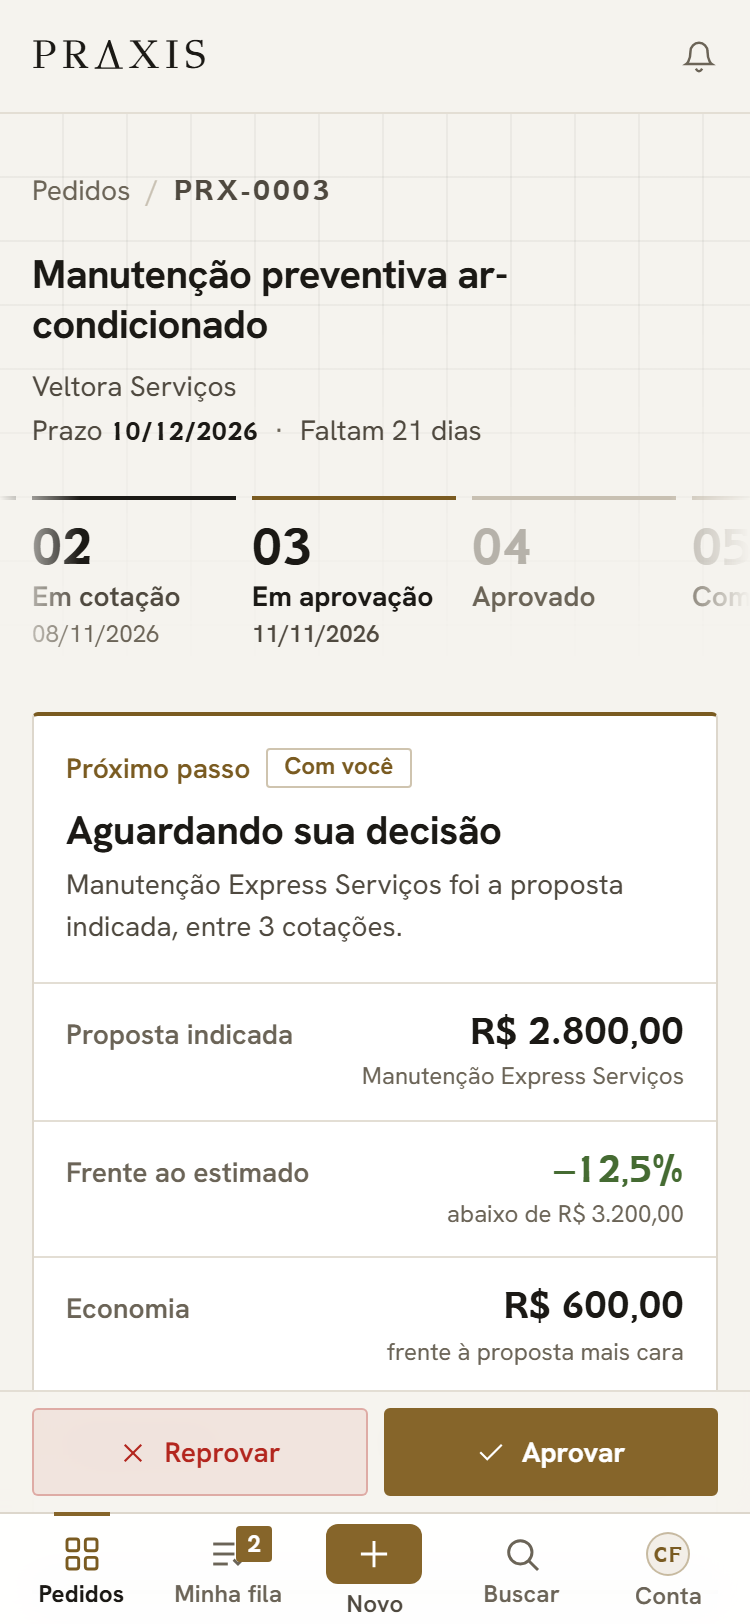 PRΛXIS
Pedidos / PRX-0003
Manutenção preventiva ar-
condicionado
Veltora Serviços
Prazo 10/12/2026 · Faltam 21 dias
02
Em cotação
08/11/2026
03
Em aprovação
11/11/2026
04
Aprovado
05
Com
Próximo passo
Com você
Aguardando sua decisão
Manutenção Express Serviços foi a proposta
indicada, entre 3 cotações.
Proposta indicada
R$ 2.800,00
Manutenção Express Serviços
Frente ao estimado
–12,5%
abaixo de R$ 3.200,00
Economia
R$ 600,00
frente à proposta mais cara
Reprovar
Aprovar
Pedidos
2
Minha fila
Novo
Buscar
CF
Conta